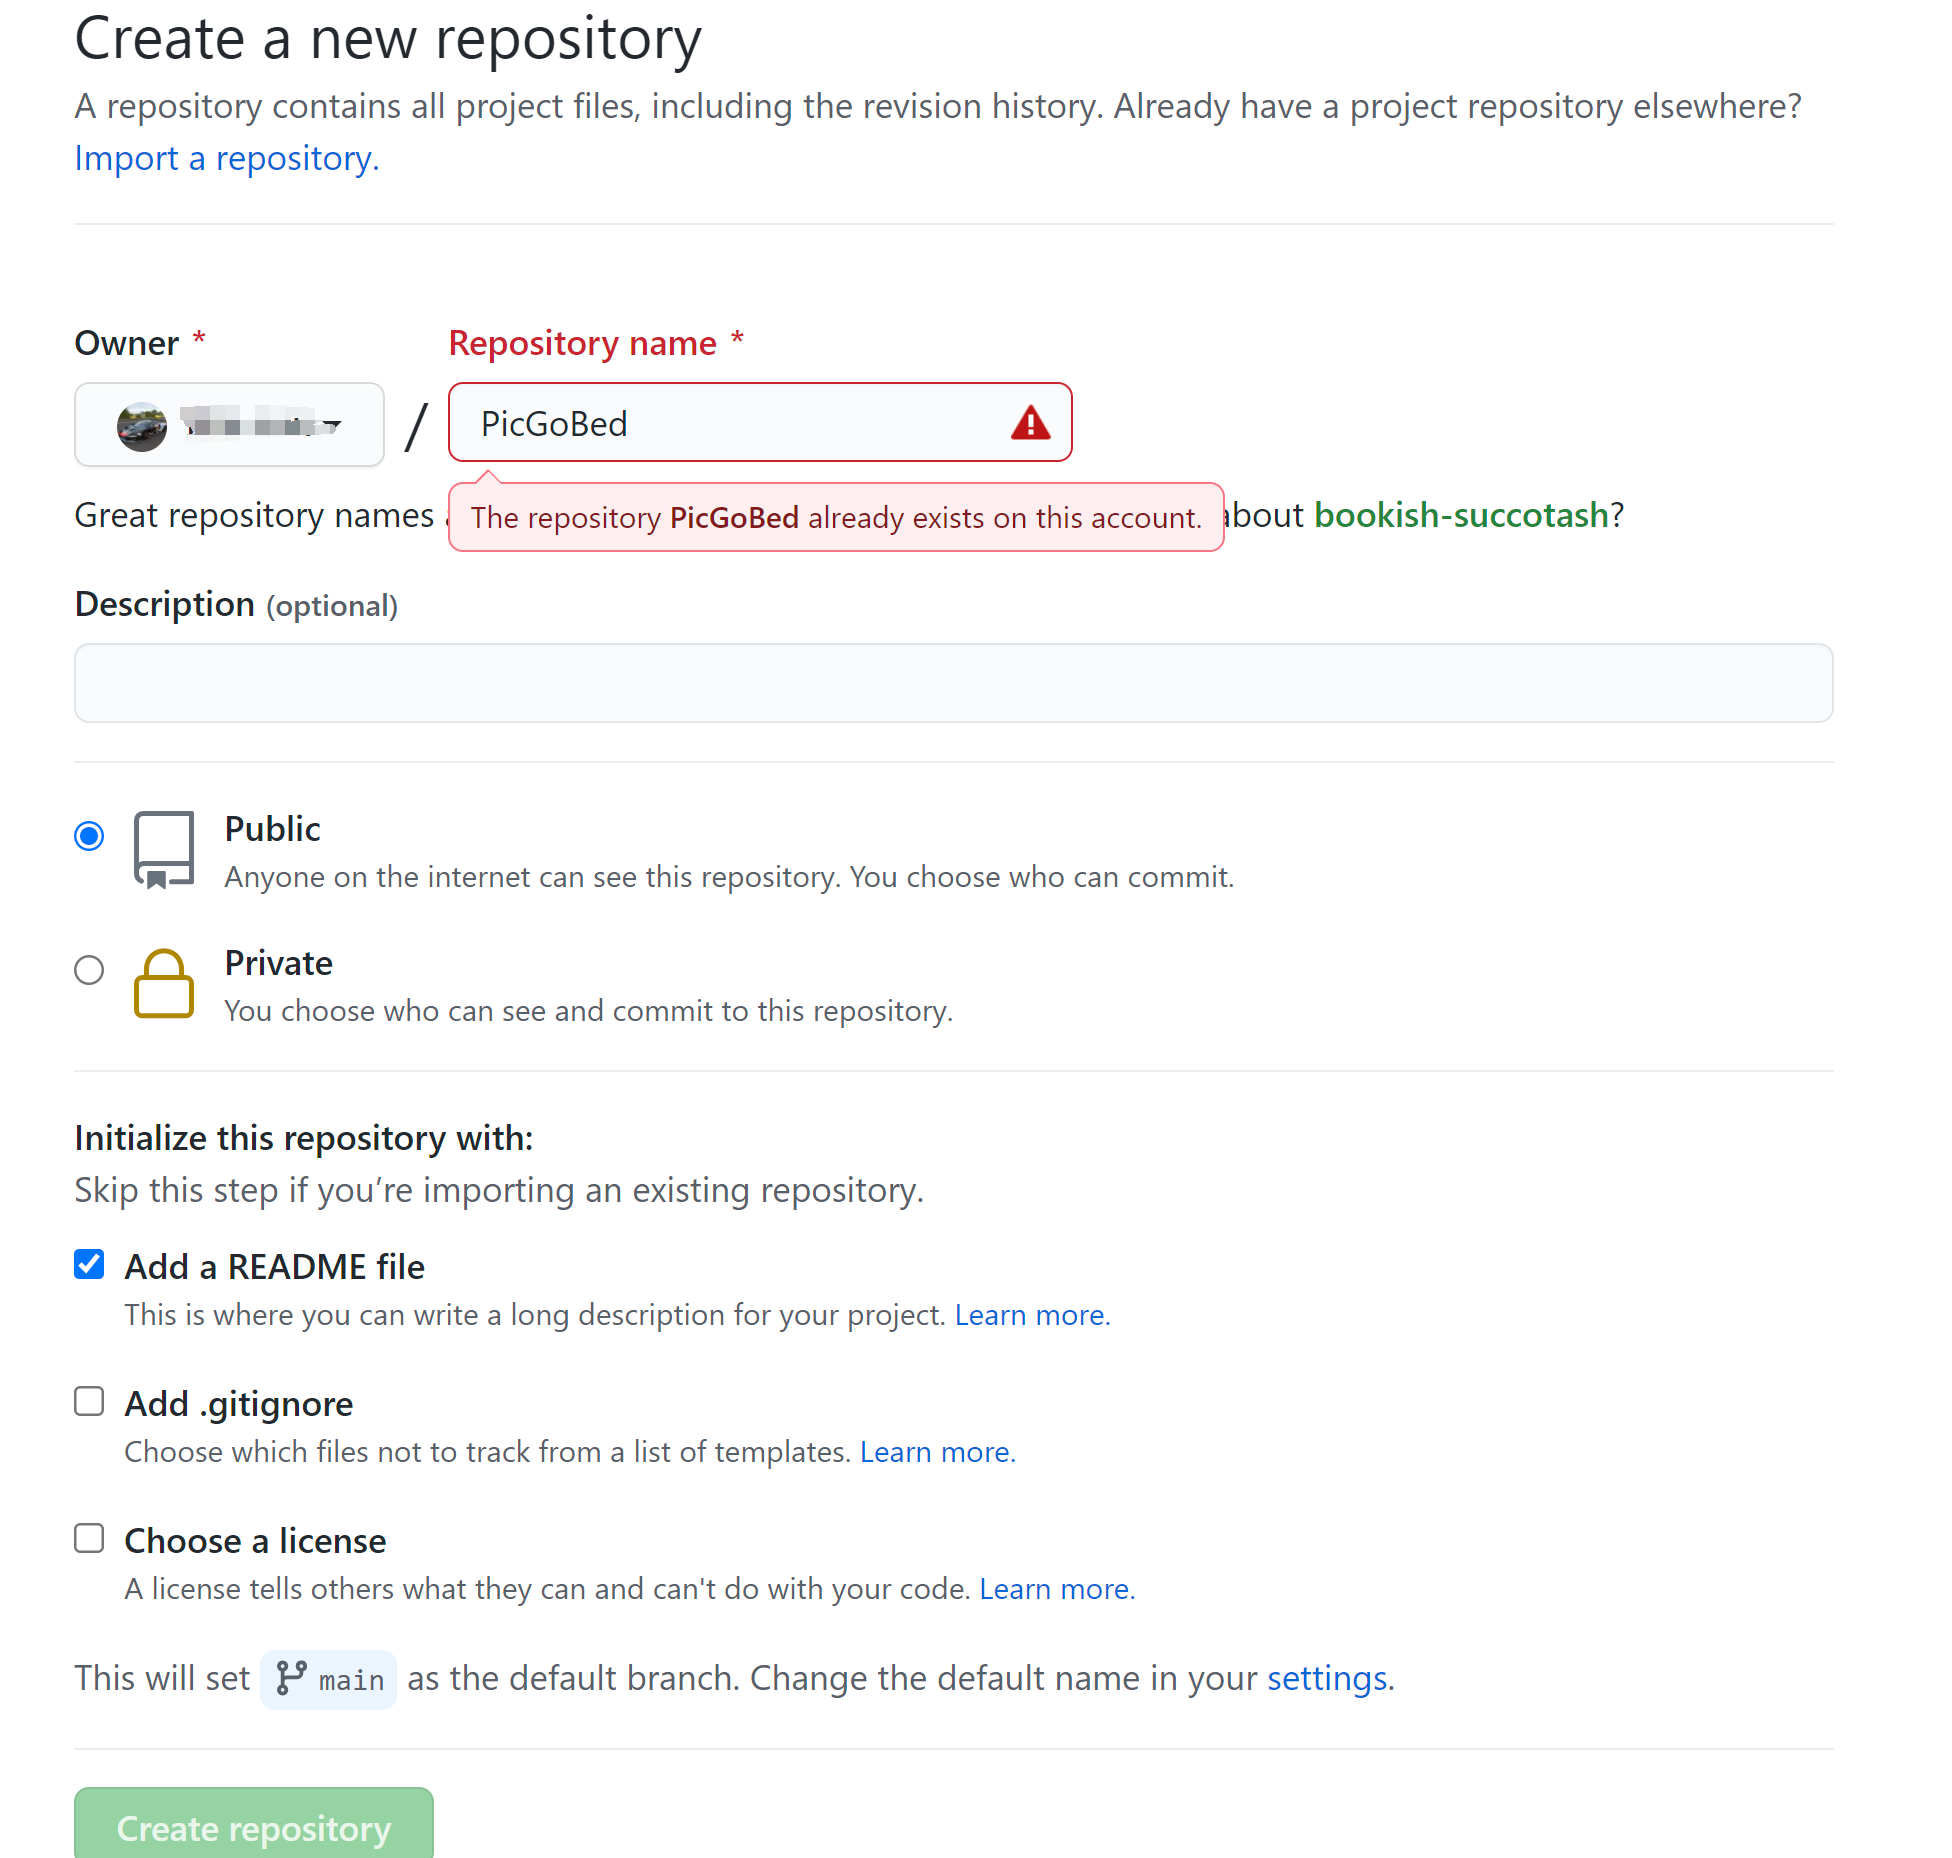 Create a new repository
A repository contains all project files, including the revision history. Already have a project repository elsewhere?
Import a repository.
Owner *
Repository name *
/
PicGoBed
Great repository names
The repository PicGoBed already exists on this account.
about bookish-succotash?
Description (optional)
Public
Anyone on the internet can see this repository. You choose who can commit.
Private
You choose who can see and commit to this repository.
Initialize this repository with:
Skip this step if you’re importing an existing repository.
Add a README file
This is where you can write a long description for your project. Learn more.
Add .gitignore
Choose which files not to track from a list of templates. Learn more.
Choose a license
A license tells others what they can and can't do with your code. Learn more.
This will set main as the default branch. Change the default name in your settings.
Create repository